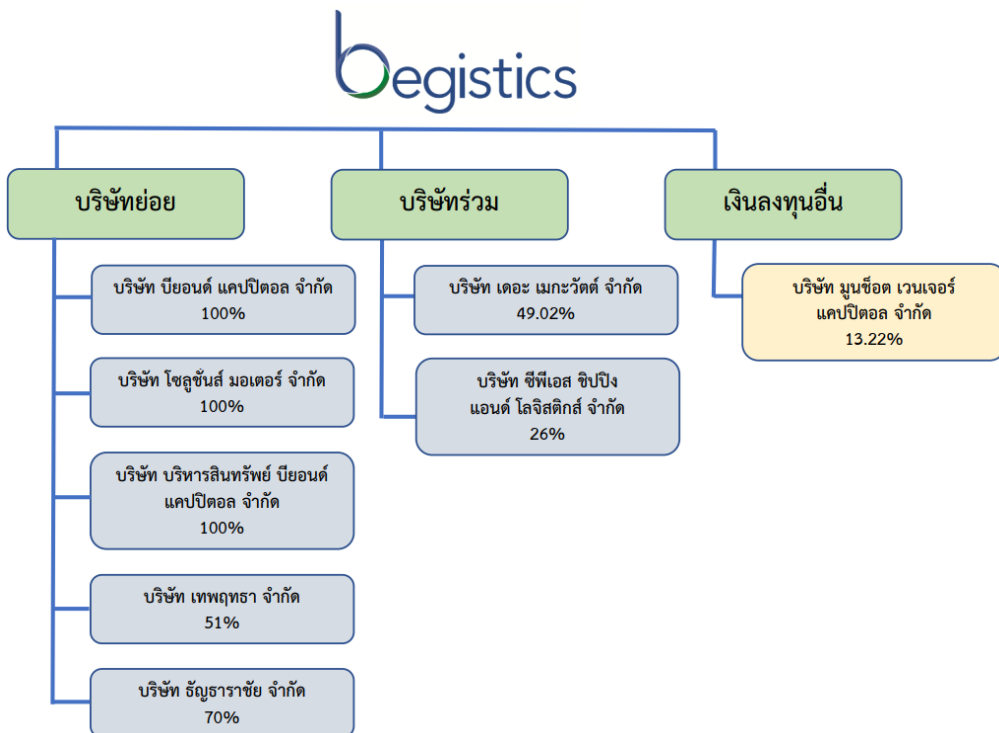 begistics
บริษัทย่อย
บริษัท บียอนด์ แคปปิตอล จำกัด
100%
บริษัท โซลูชั่นส์ มอเตอร์ จำกัด
100%
บริษัท บริหารสินทรัพย์ บียอนด์
แคปปิตอล จำกัด
100%
บริษัท เทพฤทธา จำกัด
51%
บริษัท ธัญธาราชัย จำกัด
70%
บริษัทร่วม
บริษัท เดอะ เมกะวัตต์ จำกัด
49.02%
บริษัท ซีพีเอส ชิปปิง
แอนด์ โลจิสติกส์ จำกัด
26%
เงินลงทุนอื่น
บริษัท มูนช็อต เวนเจอร์
แคปปิตอล จำกัด
13.22%